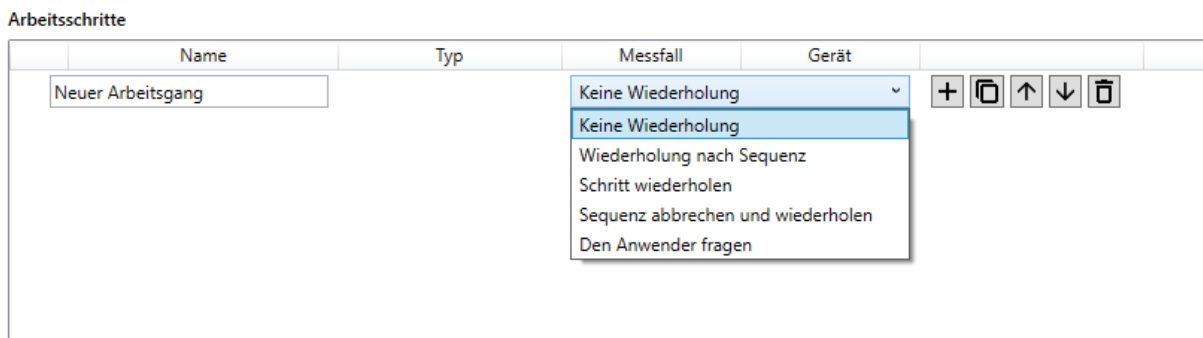 Arbeitsschritte
Name Typ Messfall Gerät
Neuer Arbeitsgang Keine Wiederholung
Keine Wiederholung
Wiederholung nach Sequenz
Schritt wiederholen
Sequenz abbrechen und wiederholen
Den Anwender fragen